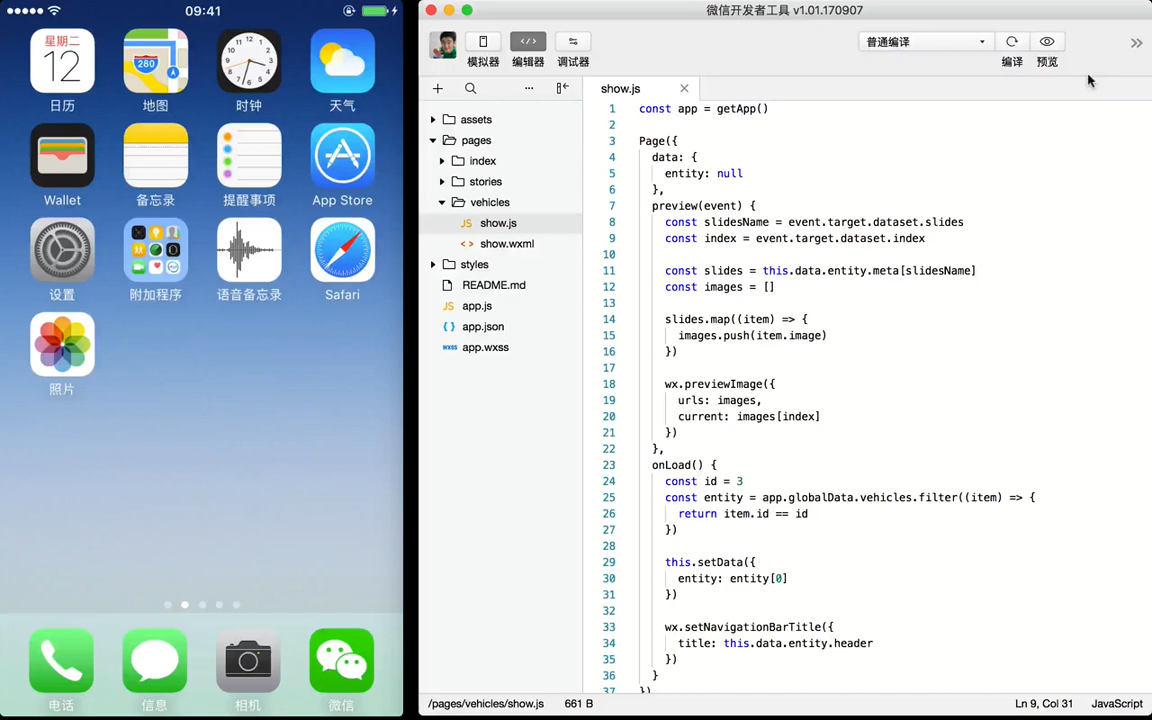 09:41
星期二
12
日历
280
地图
时钟
天气
Wallet
备忘录
提醒事项
App Store
设置
附加程序
语音备忘录
Safari
照片
电话
信息
相机
微信
微信开发者工具 v1.01.170907
模拟器
编辑器
调试器
普通编译
编译
预览
show.js
assets
pages
index
stories
vehicles
JS show.js
<> show.wxml
styles
README.md
JS app.js
{ } app.json
wxss app.wxss
1 const app = getApp()
2
3 Page({
4 data: {
5 entity: null
6 },
7 preview(event) {
8 const slidesName = event.target.dataset.slides
9 const index = event.target.dataset.index
10
11 const slides = this.data.entity.meta[slidesName]
12 const images = []
13
14 slides.map((item) => {
15 images.push(item.image)
16 })
17
18 wx.previewImage({
19 urls: images,
20 current: images[index]
21 })
22 },
23 onLoad() {
24 const id = 3
25 const entity = app.globalData.vehicles.filter((item) => {
26 return item.id == id
27 })
28
29 this.setData({
30 entity: entity[0]
31 })
32
33 wx.setNavigationBarTitle({
34 title: this.data.entity.header
35 })
36 }
37 })
/pages/vehicles/show.js 661 B
Ln 9, Col 31 JavaScript